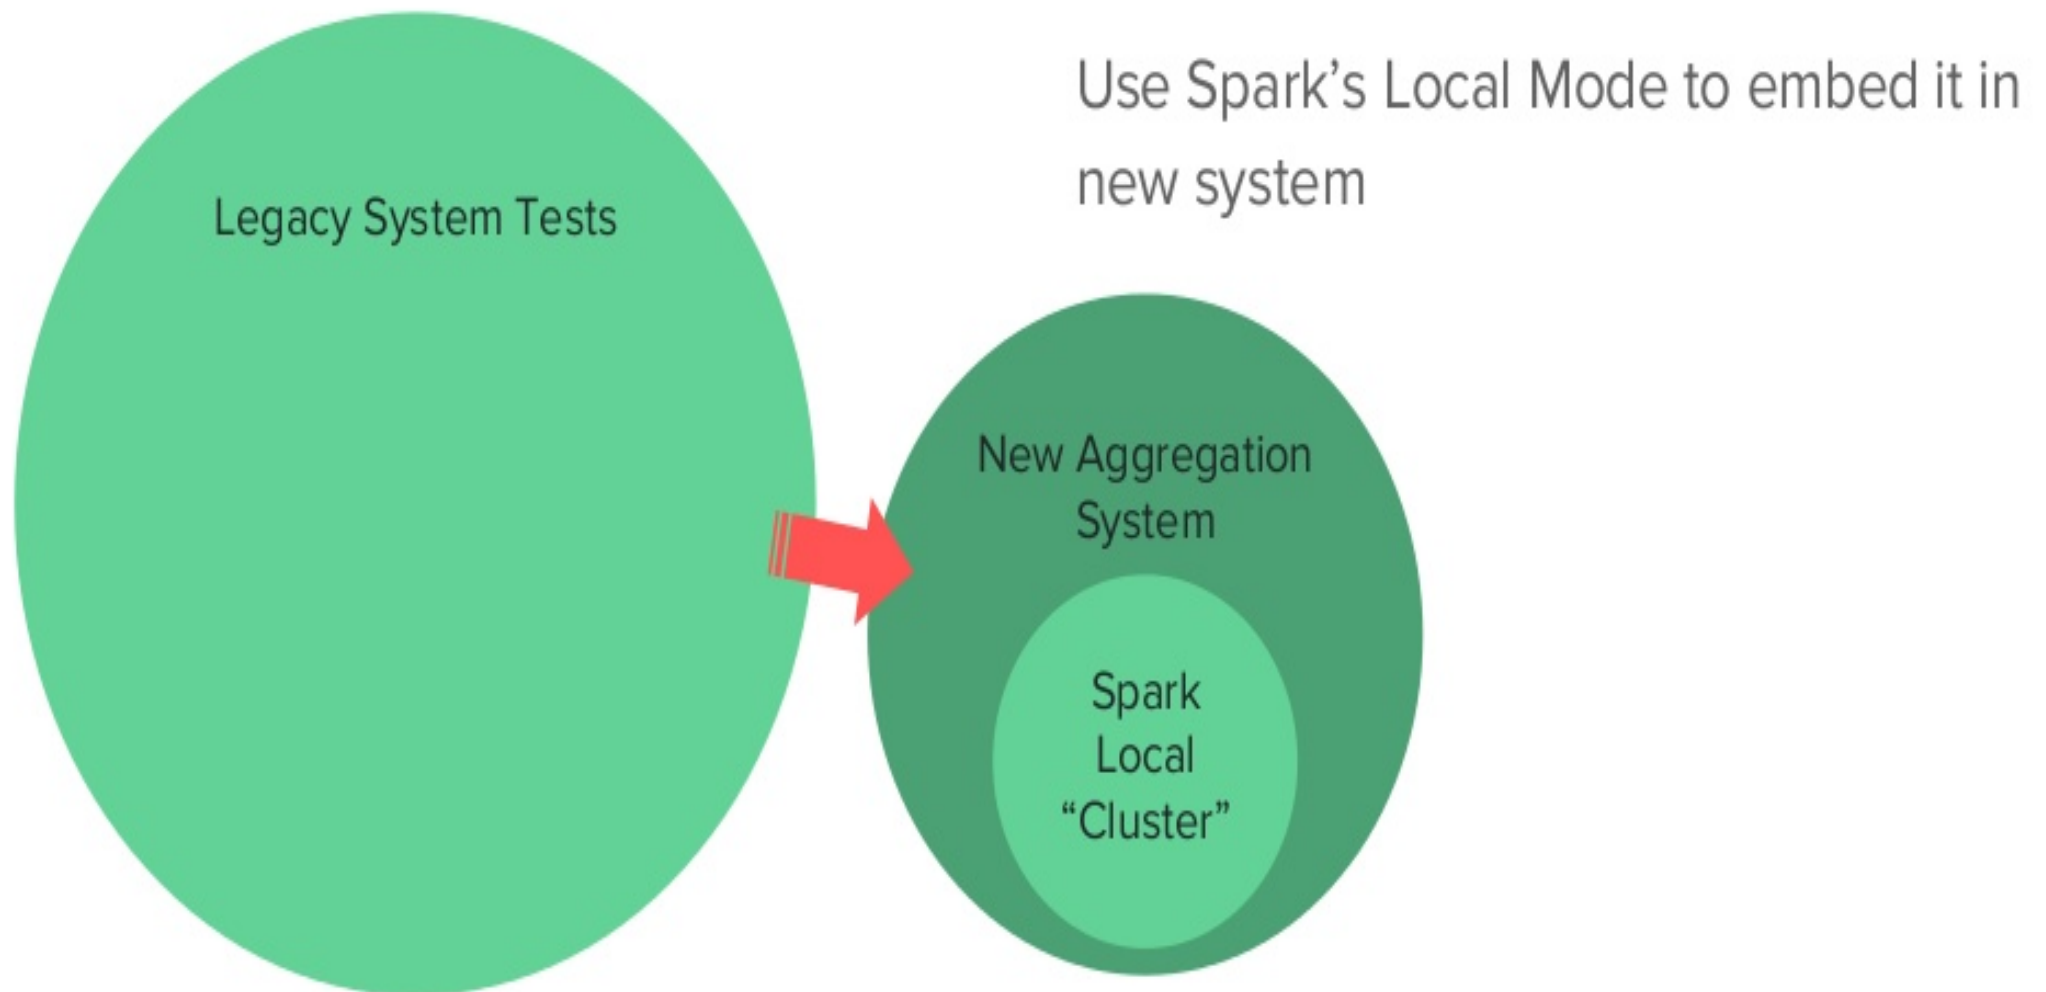 Use Spark’s Local Mode to embed it in
new system
Legacy System Tests
New Aggregation
System
Spark
Local
“Cluster”